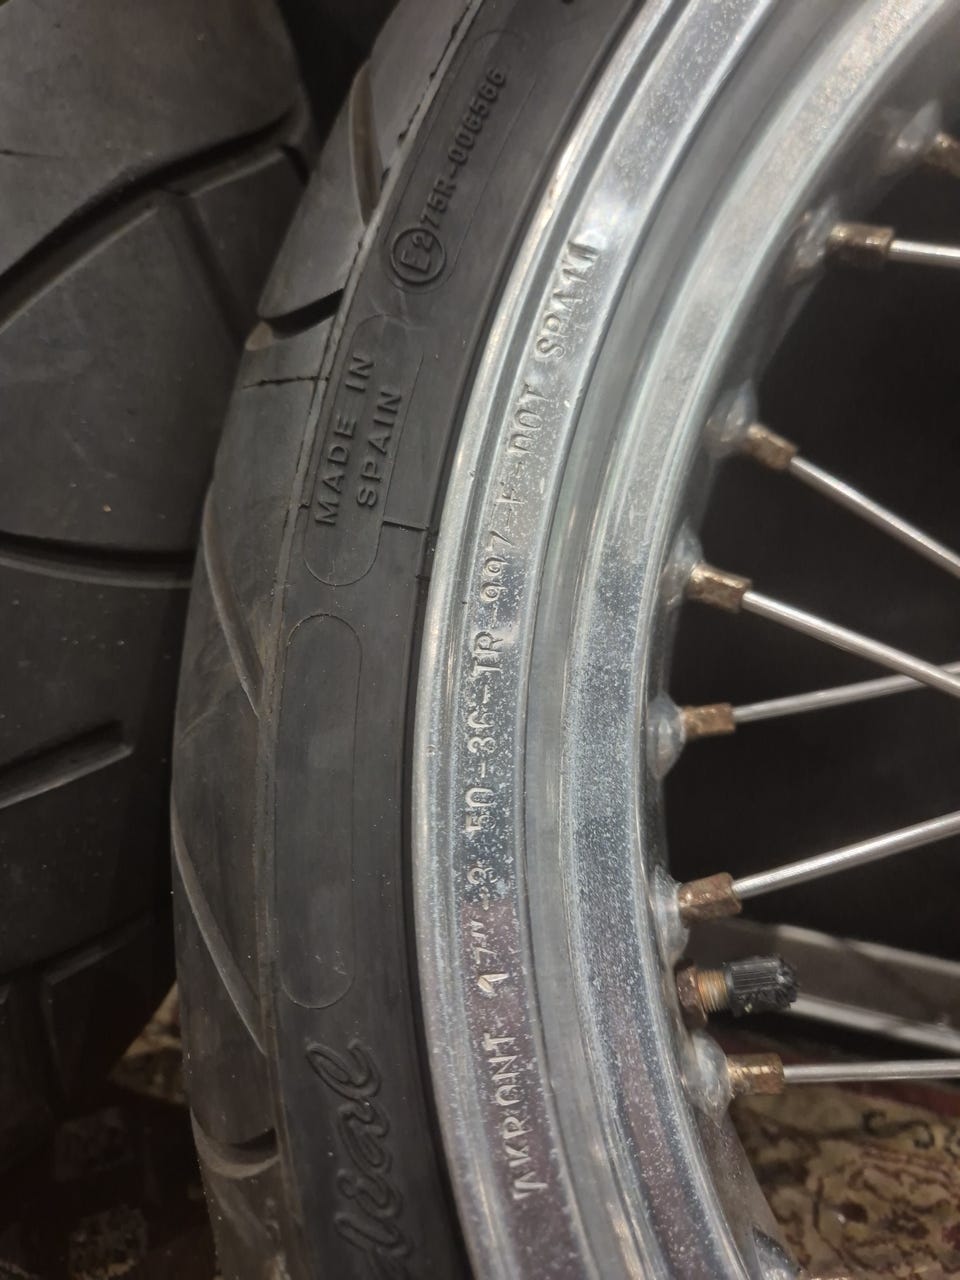 E2 75R-006566
MADE IN
SPAIN
AKRONT 17"-3 50-36-TR-997-F-DOT SPAIN